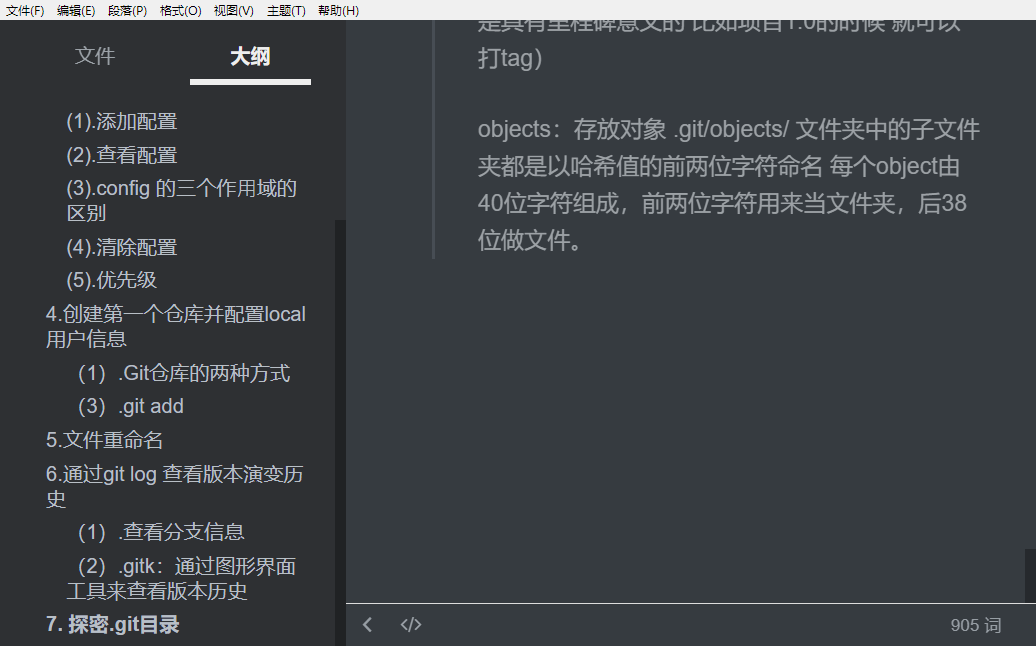 文件(F) 编辑(E) 段落(P) 格式(O) 视图(V) 主题(T) 帮助(H)
文件 大纲
(1).添加配置
(2).查看配置
(3).config 的三个作用域的
区别
(4).清除配置
(5).优先级
4.创建第一个仓库并配置local
用户信息
（1）.Git仓库的两种方式
（3）.git add
5.文件重命名
6.通过git log 查看版本演变历
史
（1）.查看分支信息
（2）.gitk：通过图形界面
工具来查看版本历史
7. 探密.git目录
是具有里程碑意义的 比如项目1.0的时候 就可以
打tag）
objects：存放对象 .git/objects/ 文件夹中的子文件
夹都是以哈希值的前两位字符命名 每个object由
40位字符组成，前两位字符用来当文件夹，后38
位做文件。
905 词